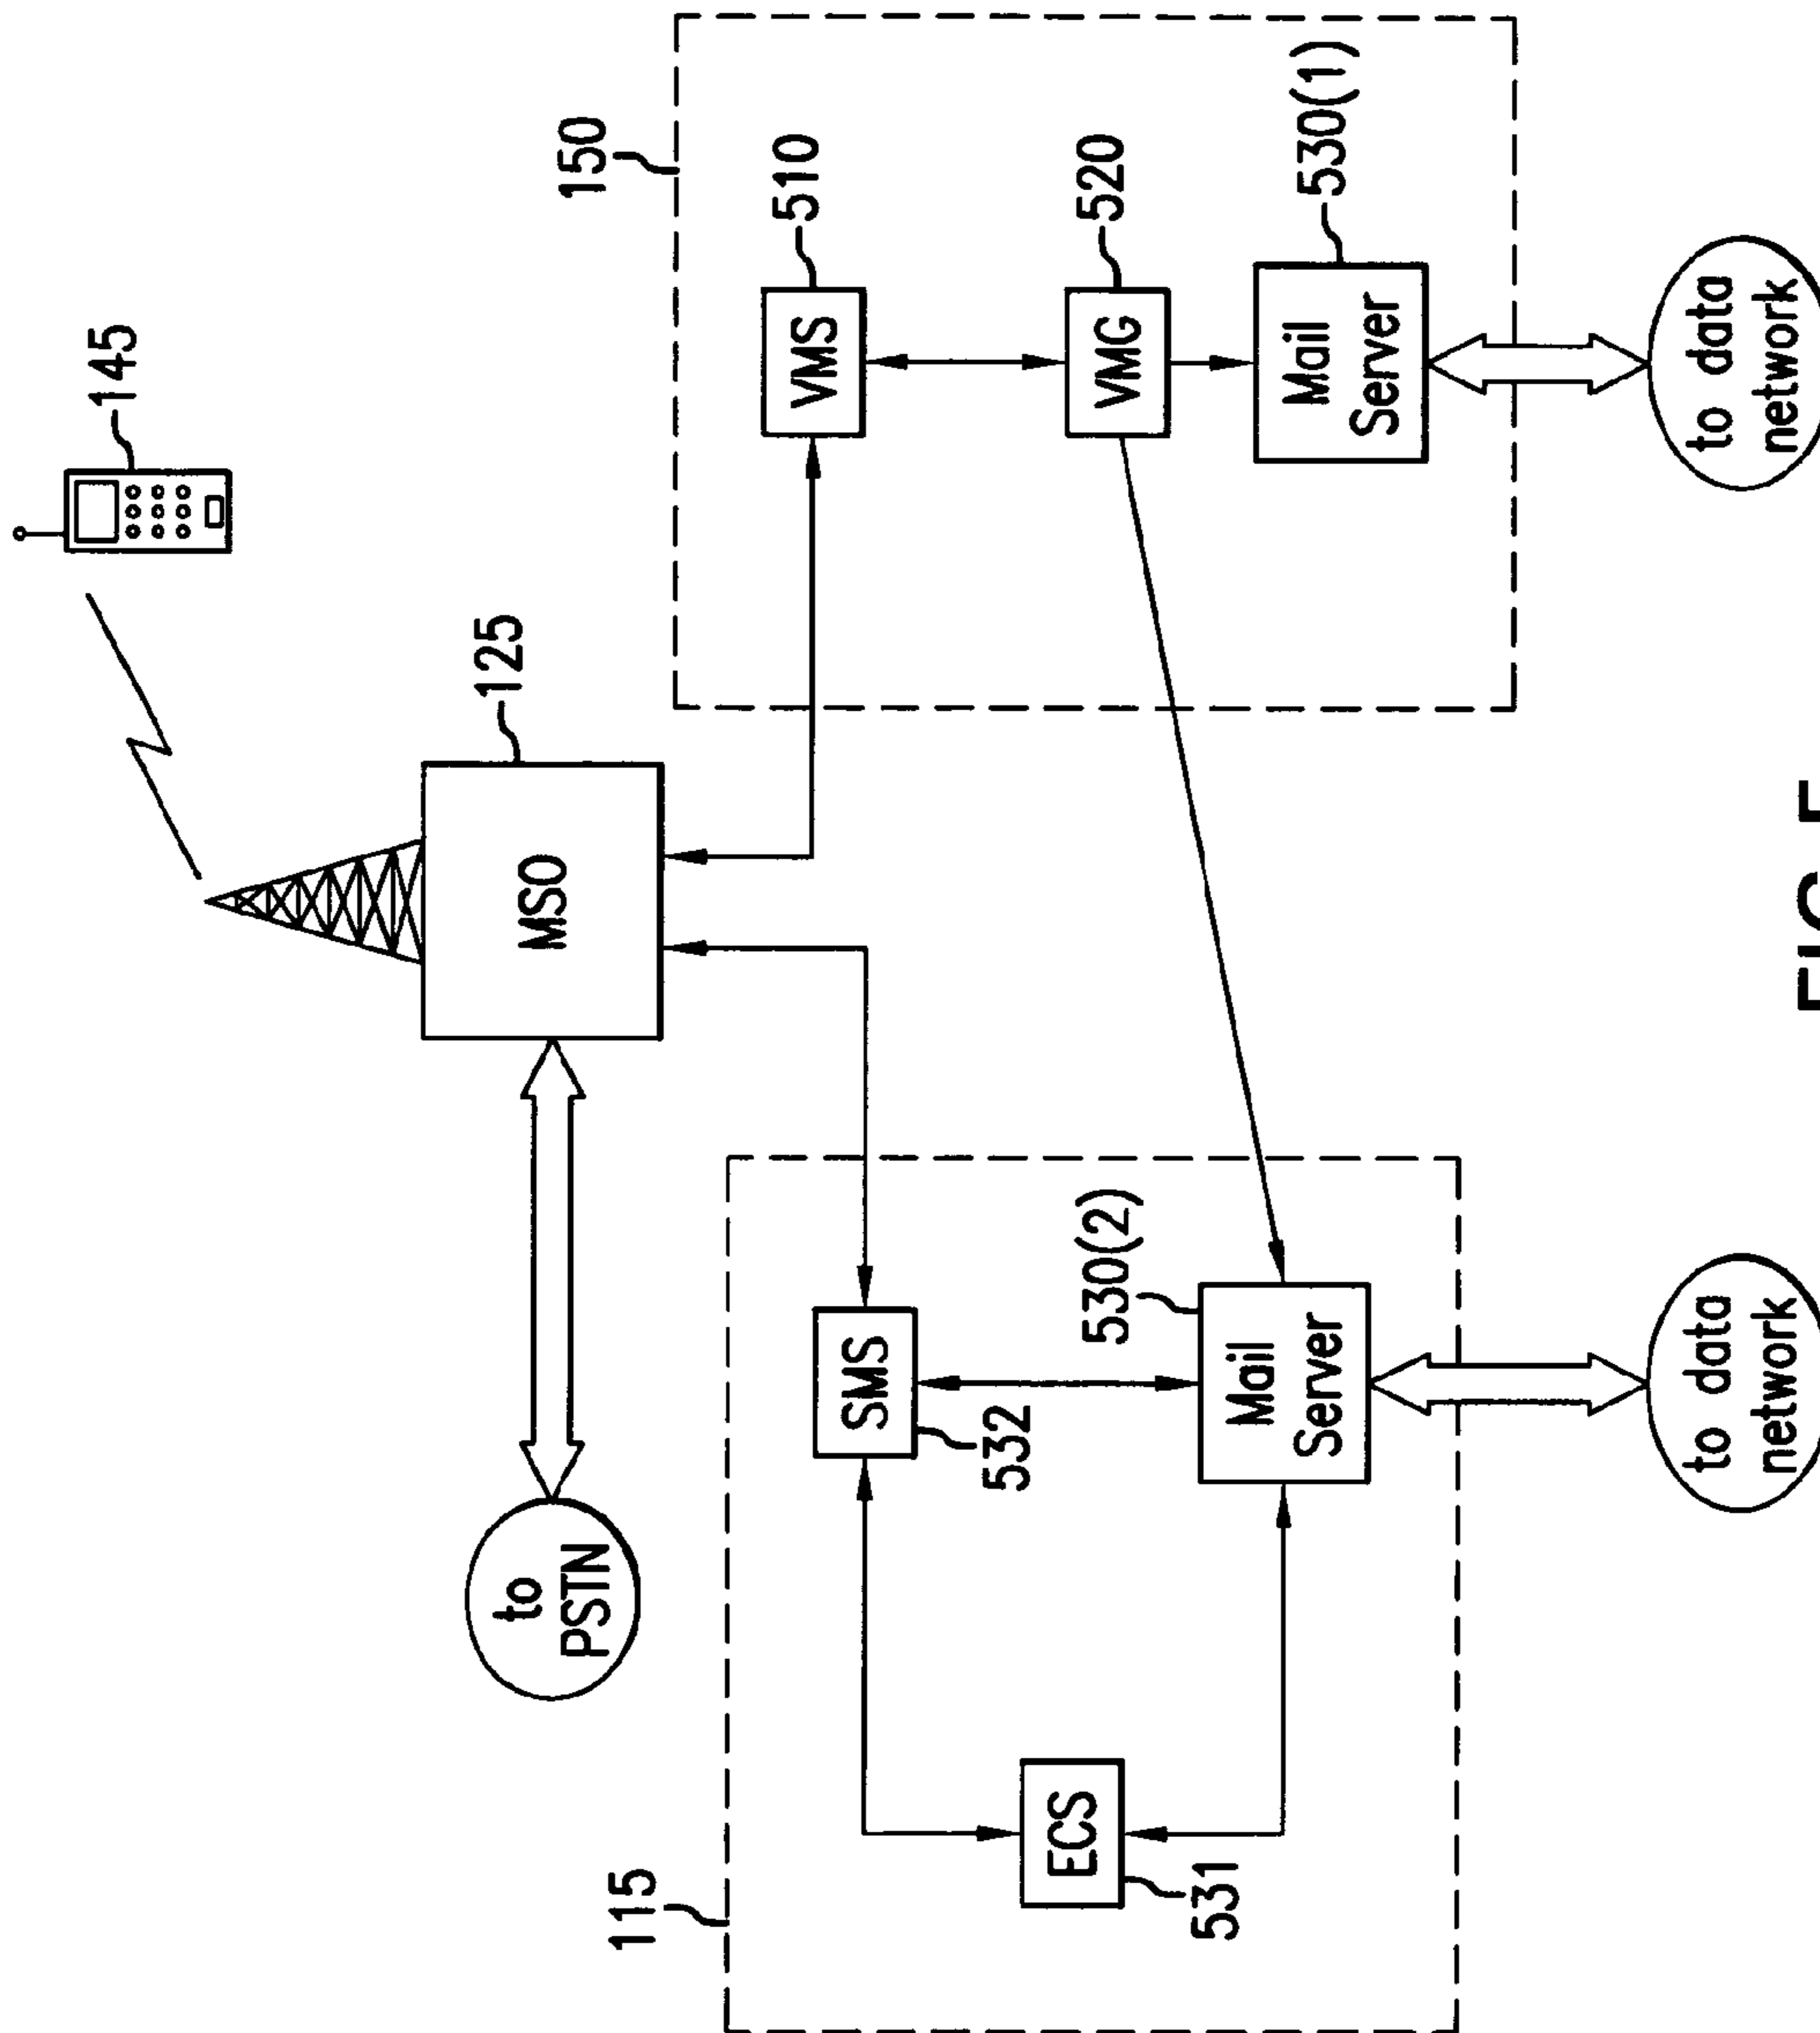 145
125
MSO
to
PSTN
150
VMS
510
VMG
520
Mail
Server
530(1)
to data
network
115
SMS
532
ECS
531
Mail
Server
530(2)
to data
network